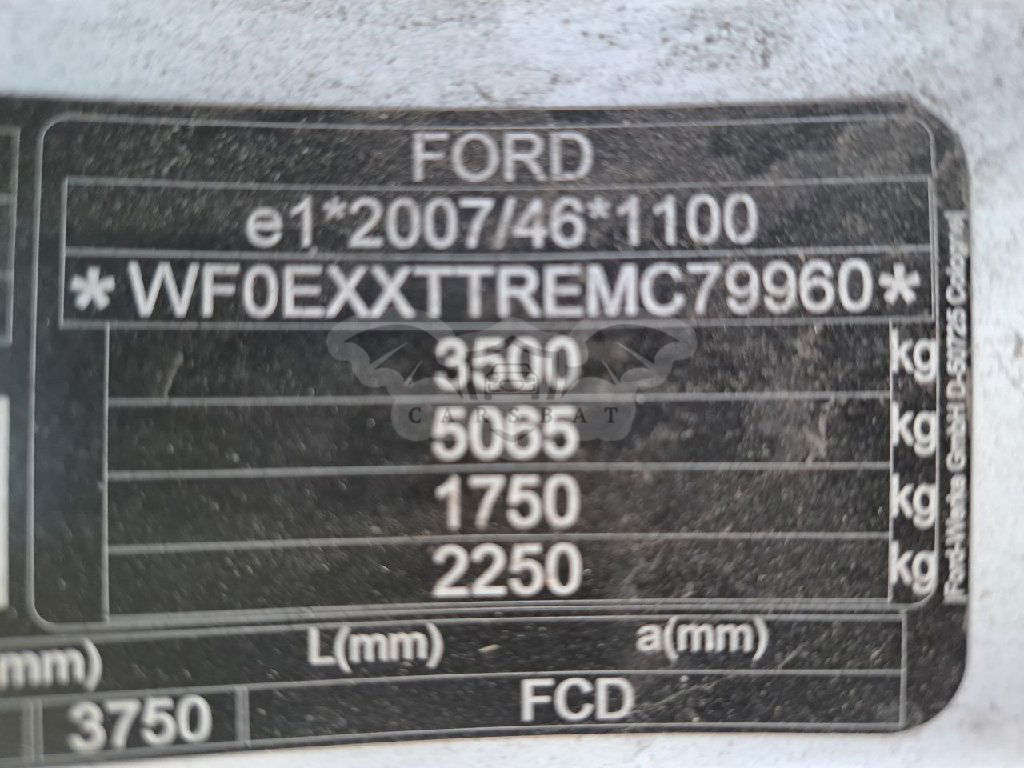 FORD
e1*2007/46*1100
*WF0EXXTTREMC79960*
3500 kg
5065 kg
1750 kg
2250 kg
Ford-Werke GmbH D-50725 Cologne
(mm) L(mm) a(mm)
3750 FCD
CARSBAT